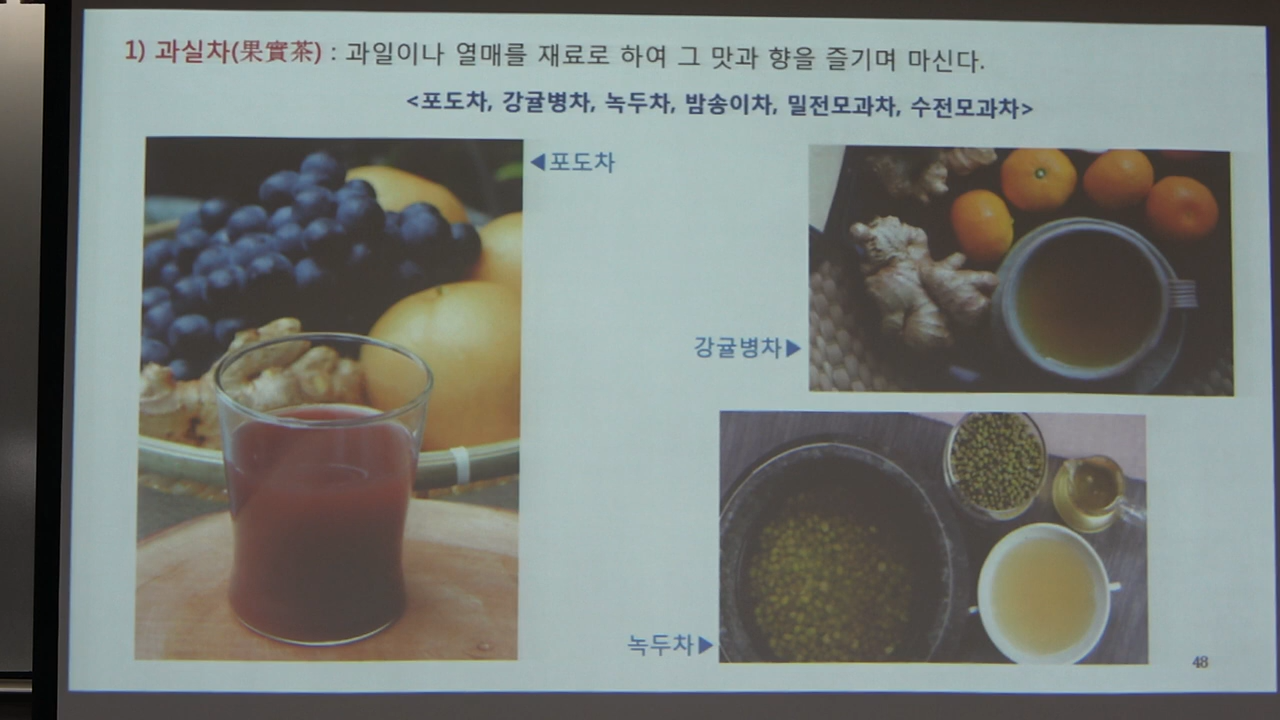 1) 과실차(果實茶) : 과일이나 열매를 재료로 하여 그 맛과 향을 즐기며 마신다.
<포도차, 강귤병차, 녹두차, 밤송이차, 밀전모과차, 수전모과차>
◀포도차
강귤병차▶
녹두차▶
48